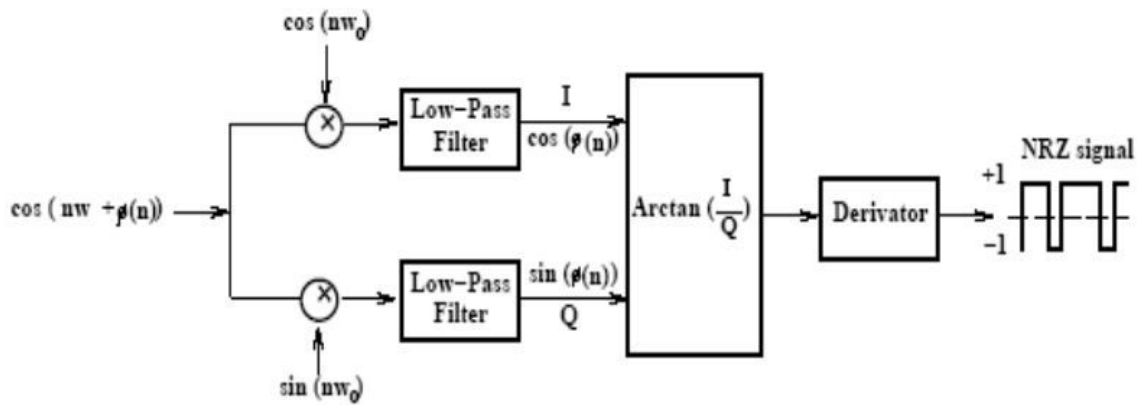 cos (nw₀)
×
Low-Pass
Filter
I
cos (ø(n))
cos ( nw + ø(n))
Arctan (I/Q)
Derivator
NRZ signal
+1
−1
×
Low-Pass
Filter
sin (ø(n))
Q
sin (nw₀)